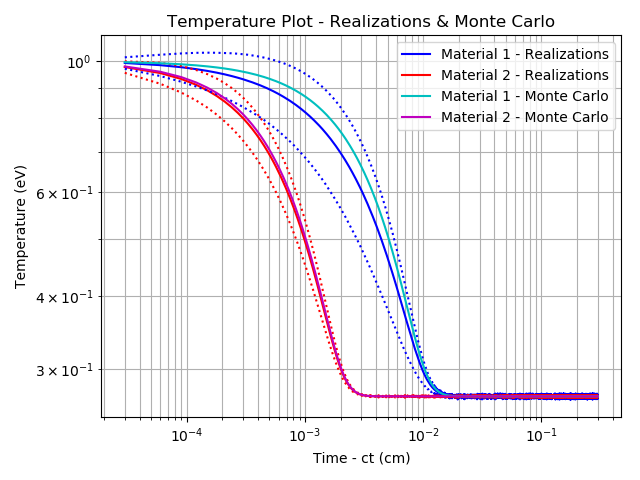 Temperature Plot - Realizations & Monte Carlo
Temperature (eV)
10⁰
6 × 10⁻¹
4 × 10⁻¹
3 × 10⁻¹
Material 1 - Realizations
Material 2 - Realizations
Material 1 - Monte Carlo
Material 2 - Monte Carlo
10⁻⁴ 10⁻³ 10⁻² 10⁻¹
Time - ct (cm)